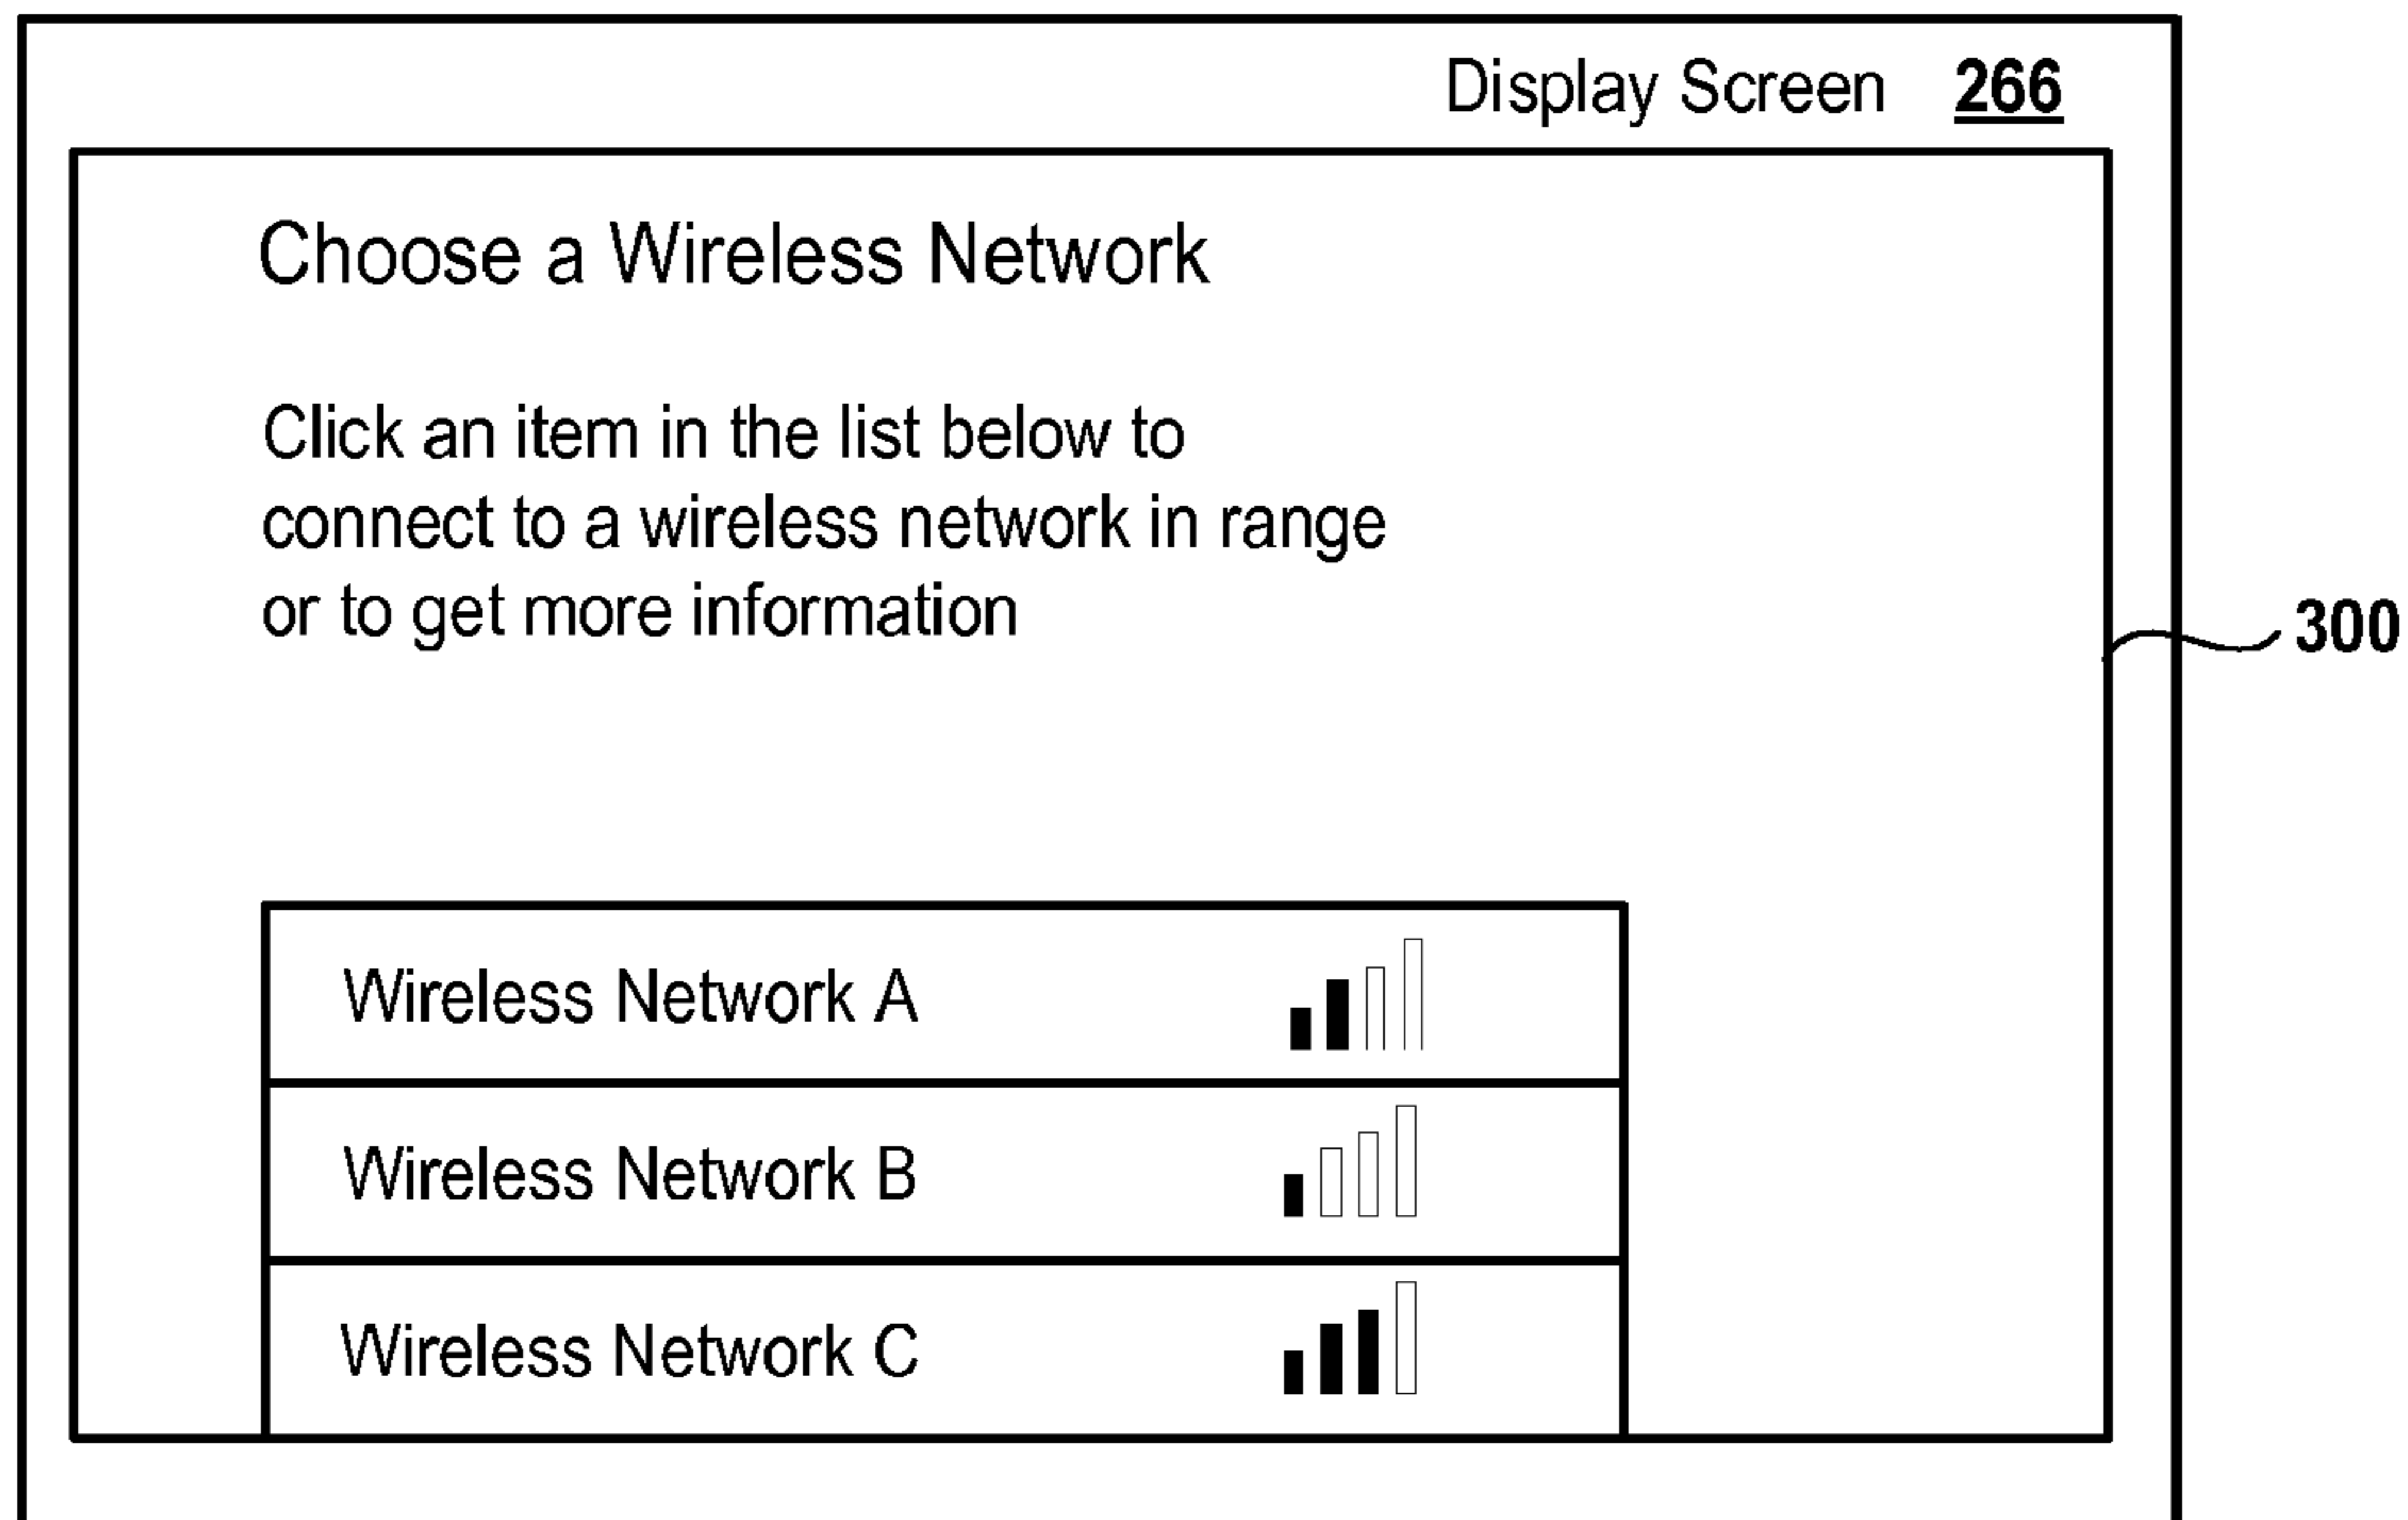 Display Screen 266
Choose a Wireless Network
Click an item in the list below to
connect to a wireless network in range
or to get more information
300
Wireless Network A
Wireless Network B
Wireless Network C